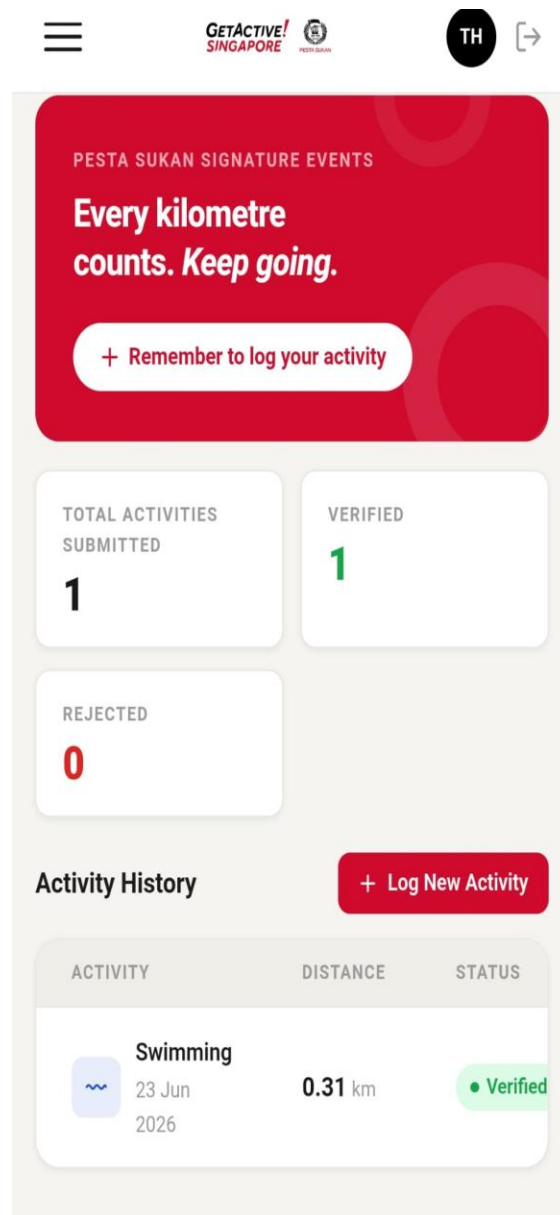 GETACTIVE!
SINGAPORE
PESTA SUKAN
TH
PESTA SUKAN SIGNATURE EVENTS
Every kilometre
counts. Keep going.
+ Remember to log your activity
TOTAL ACTIVITIES
SUBMITTED
1
VERIFIED
1
REJECTED
0
Activity History
+ Log New Activity
ACTIVITY DISTANCE STATUS
Swimming
23 Jun
2026
0.31 km
Verified